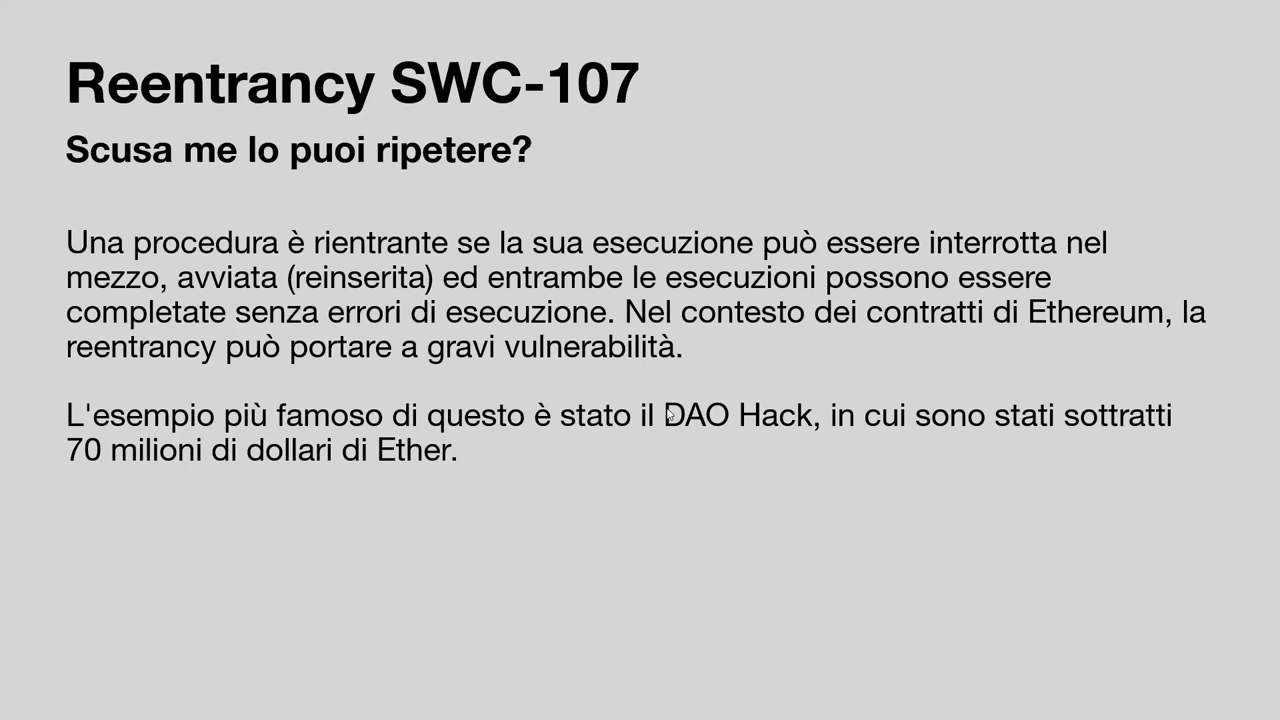 Reentrancy SWC-107
Scusa me lo puoi ripetere?
Una procedura è rientrante se la sua esecuzione può essere interrotta nel
mezzo, avviata (reinserita) ed entrambe le esecuzioni possono essere
completate senza errori di esecuzione. Nel contesto dei contratti di Ethereum, la
reentrancy può portare a gravi vulnerabilità.
L'esempio più famoso di questo è stato il DAO Hack, in cui sono stati sottratti
70 milioni di dollari di Ether.